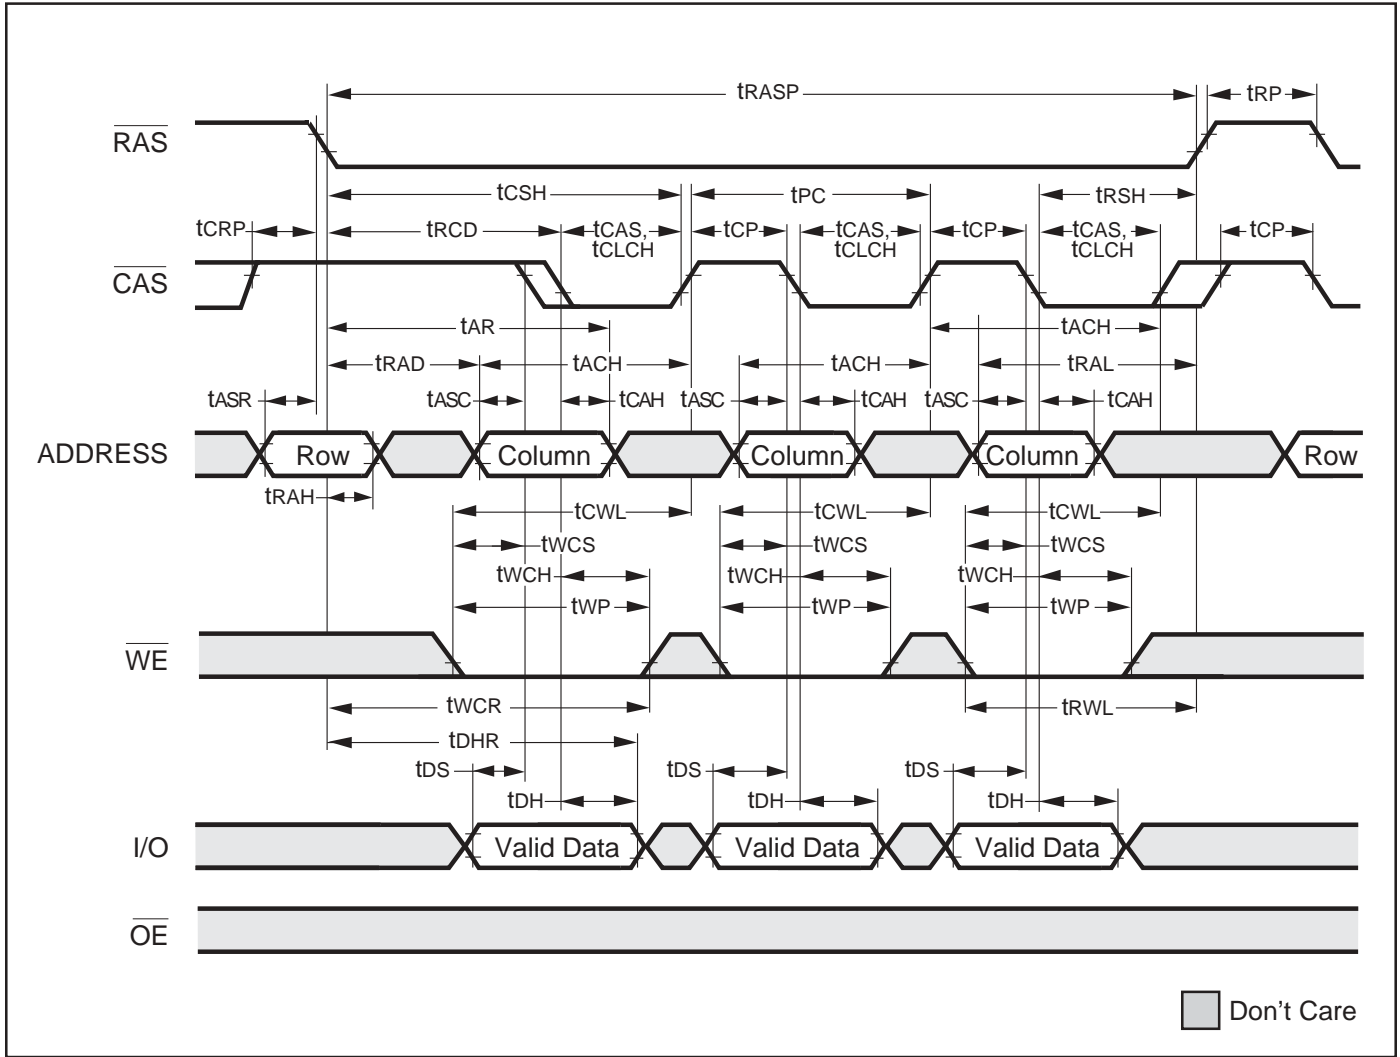 tRASP tRP
RAS
tCSH tPC tRSH
tCRP tRCD tCAS, tCLCH tCP tCAS, tCLCH tCP tCAS, tCLCH tCP
CAS
tAR tACH
tRAD tACH tACH tRAL
tASR tASC tCAH tASC tCAH tASC tCAH
ADDRESS Row Column Column Column Row
tRAH
tCWL tCWL tCWL
tWCS tWCS tWCS
tWCH tWCH tWCH
tWP tWP tWP
WE
tWCR tRWL
tDHR
tDS tDS tDS
tDH tDH tDH
I/O Valid Data Valid Data Valid Data
OE
Don't Care